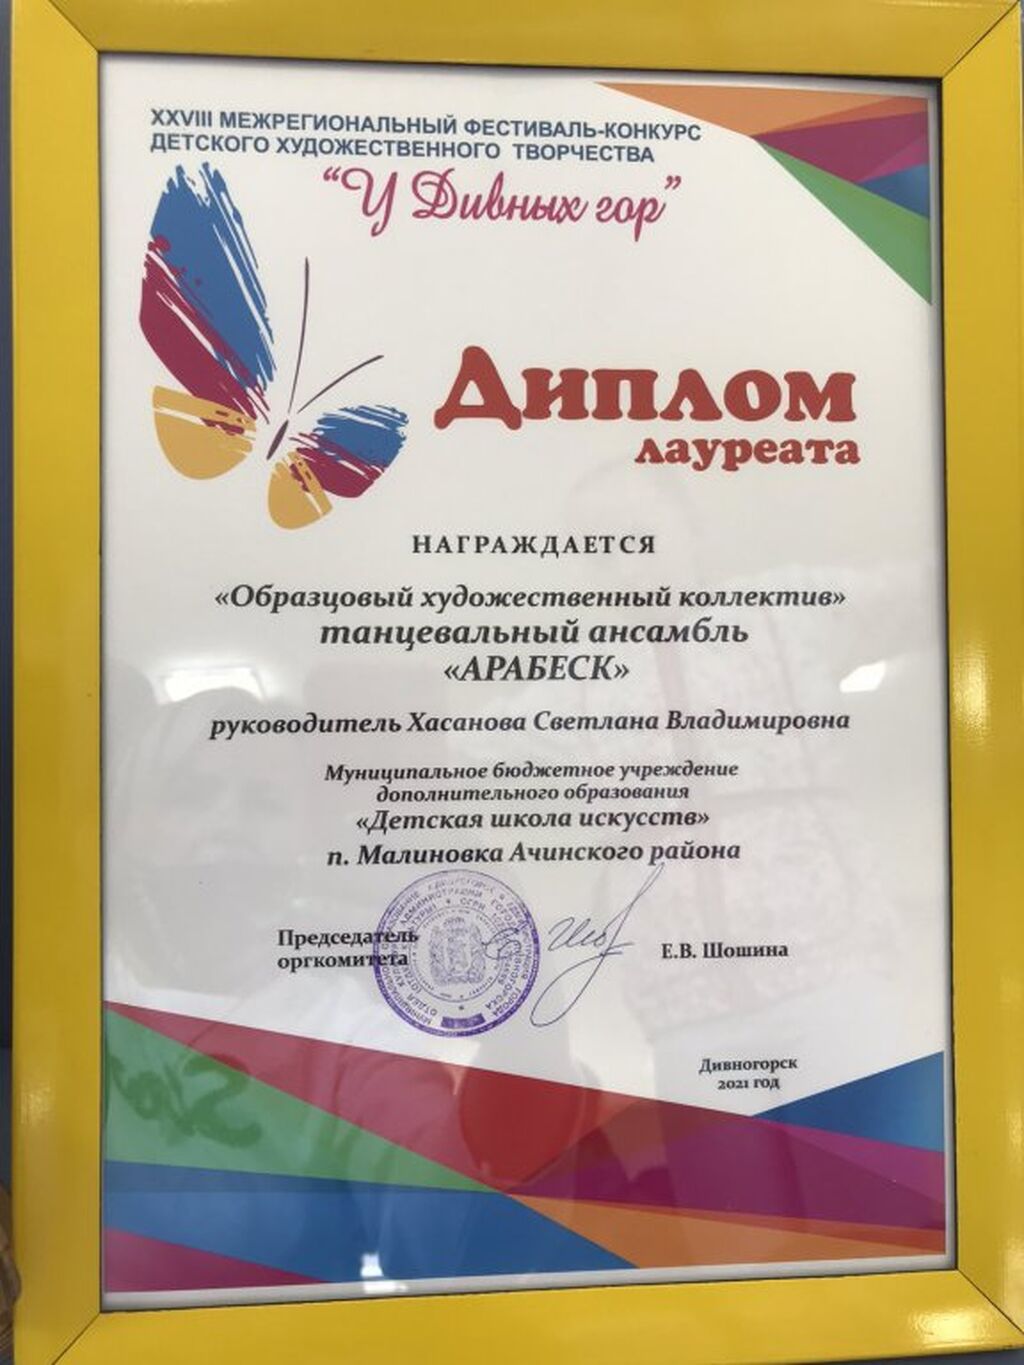 XXVIII МЕЖРЕГИОНАЛЬНЫЙ ФЕСТИВАЛЬ-КОНКУРС
ДЕТСКОГО ХУДОЖЕСТВЕННОГО ТВОРЧЕСТВА
“У Дивных гор”
Диплом
лауреата
НАГРАЖДАЕТСЯ
«Образцовый художественный коллектив»
танцевальный ансамбль
«АРАБЕСК»
руководитель Хасанова Светлана Владимировна
Муниципальное бюджетное учреждение
дополнительного образования
«Детская школа искусств»
п. Малиновка Ачинского района
Председатель
оргкомитета
Е.В. Шошина
Дивногорск
2021 год